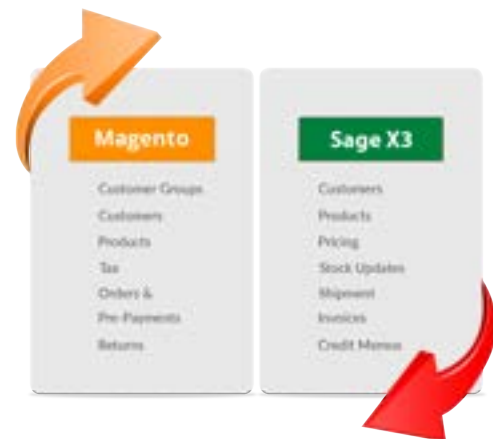 Magento
Customer Groups
Customers
Products
Tax
Orders &
Pre-Payments
Returns
Sage X3
Customers
Products
Pricing
Stock Updates
Shipment
Invoices
Credit Memos